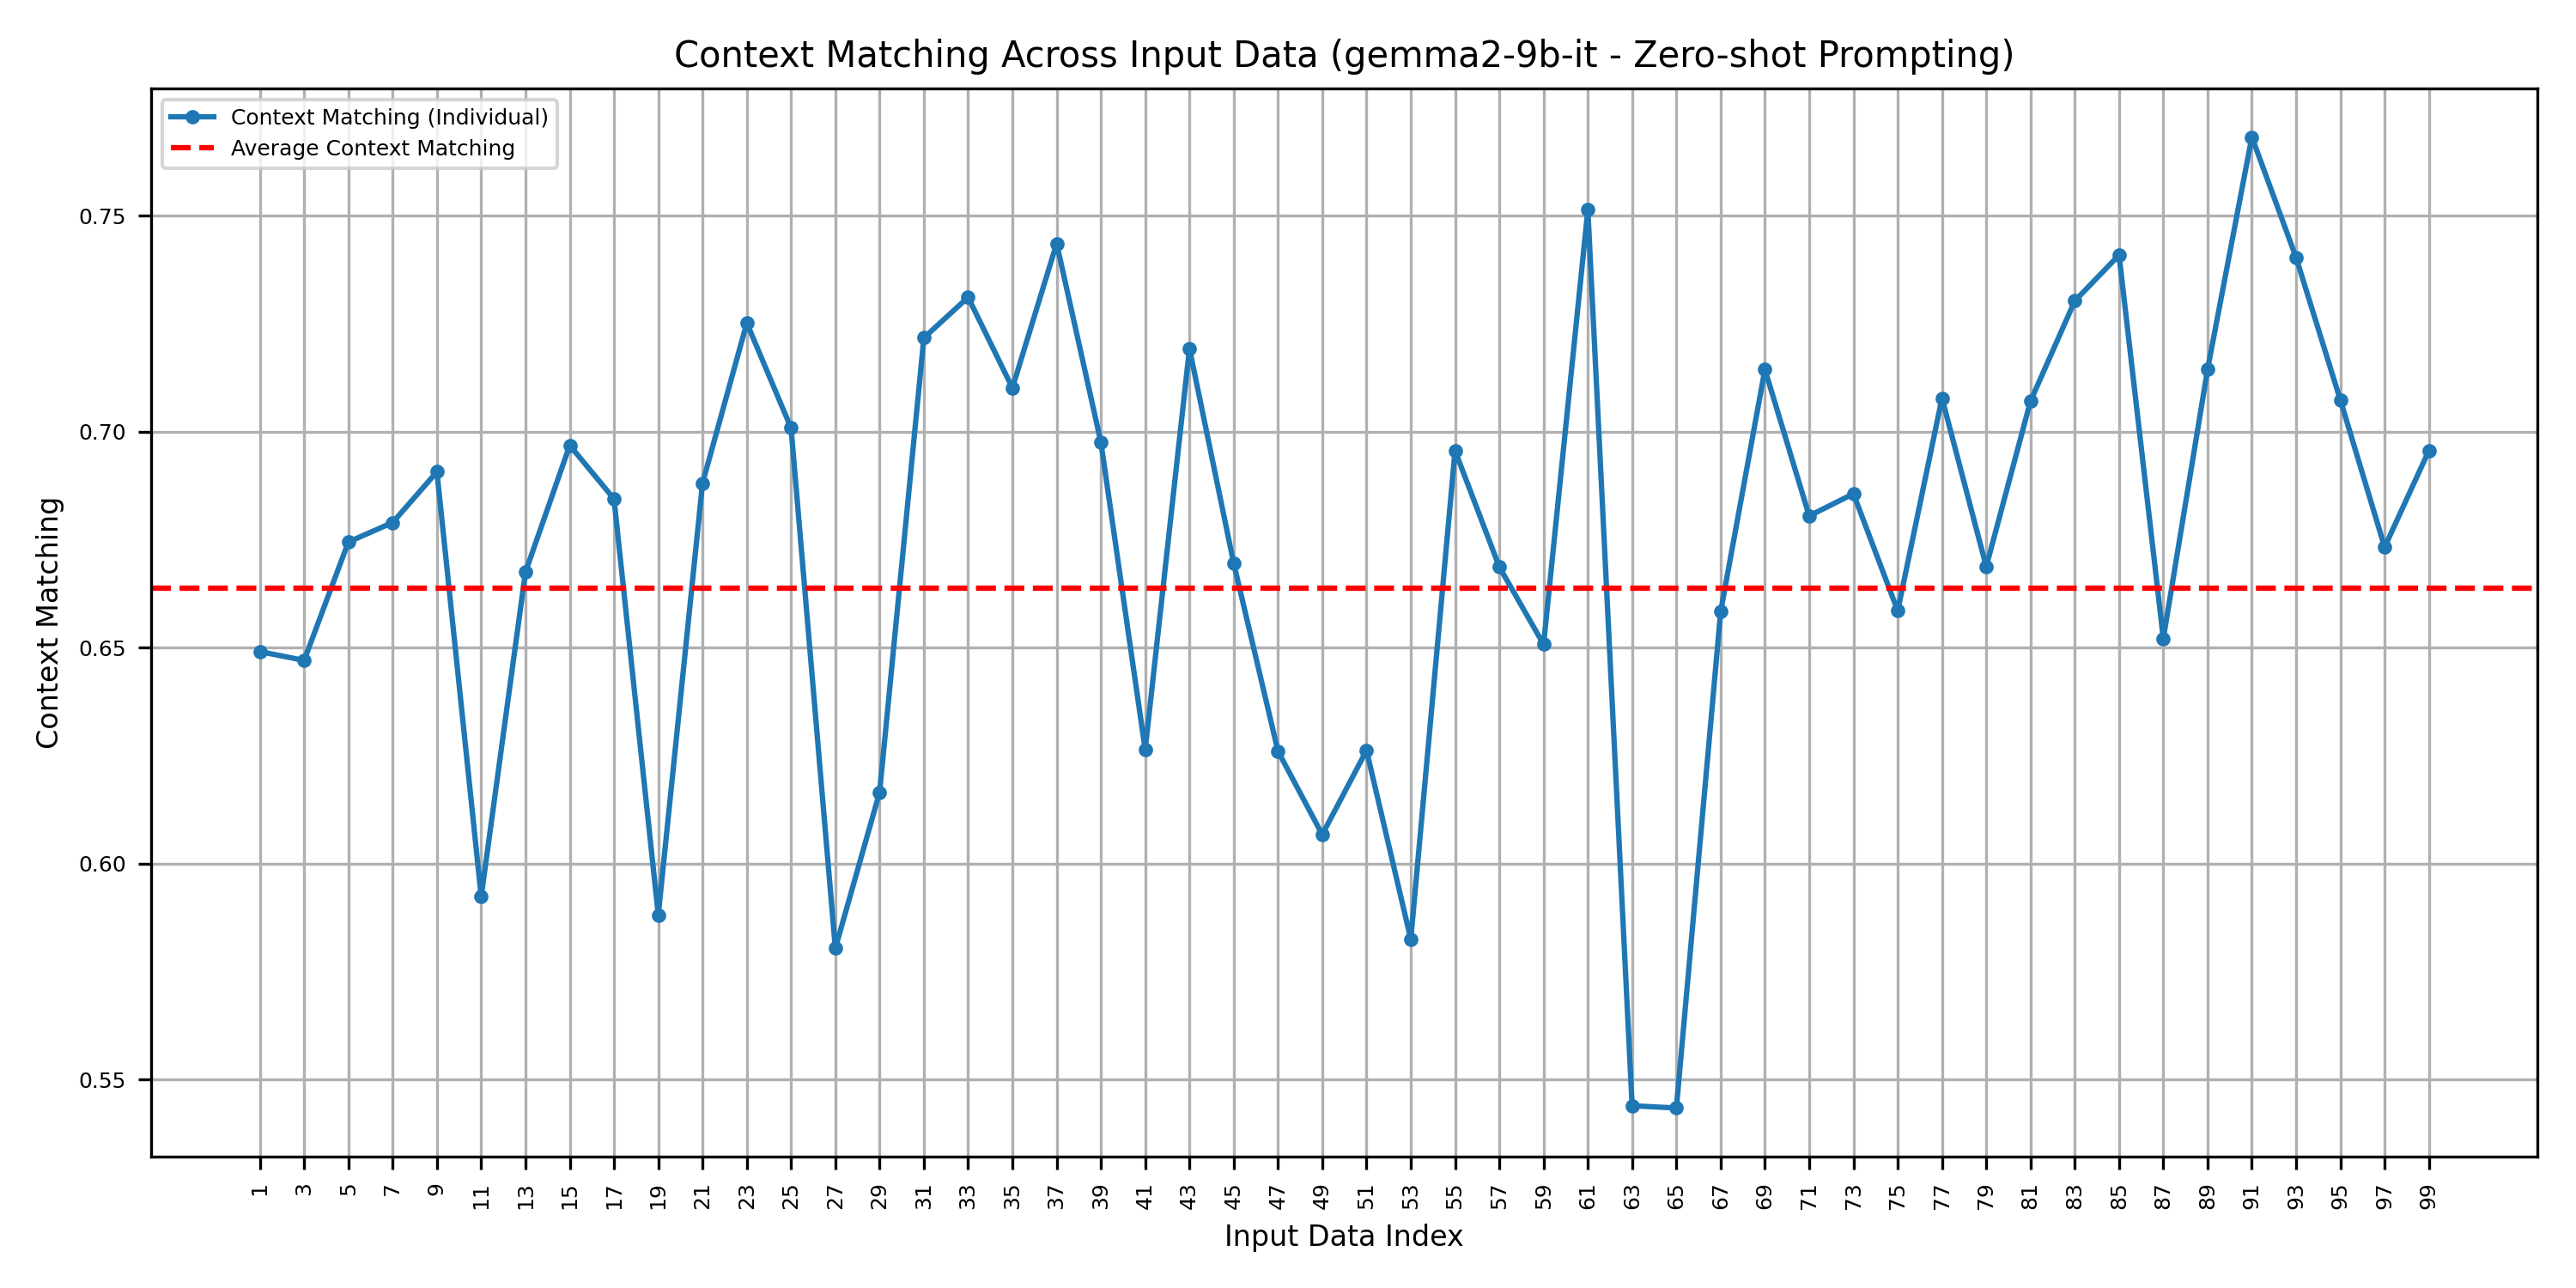 Context Matching Across Input Data (gemma2-9b-it - Zero-shot Prompting)
Context Matching (Individual)
Average Context Matching
Context Matching
0.75
0.70
0.65
0.60
0.55
1 3 5 7 9 11 13 15 17 19 21 23 25 27 29 31 33 35 37 39 41 43 45 47 49 51 53 55 57 59 61 63 65 67 69 71 73 75 77 79 81 83 85 87 89 91 93 95 97 99
Input Data Index